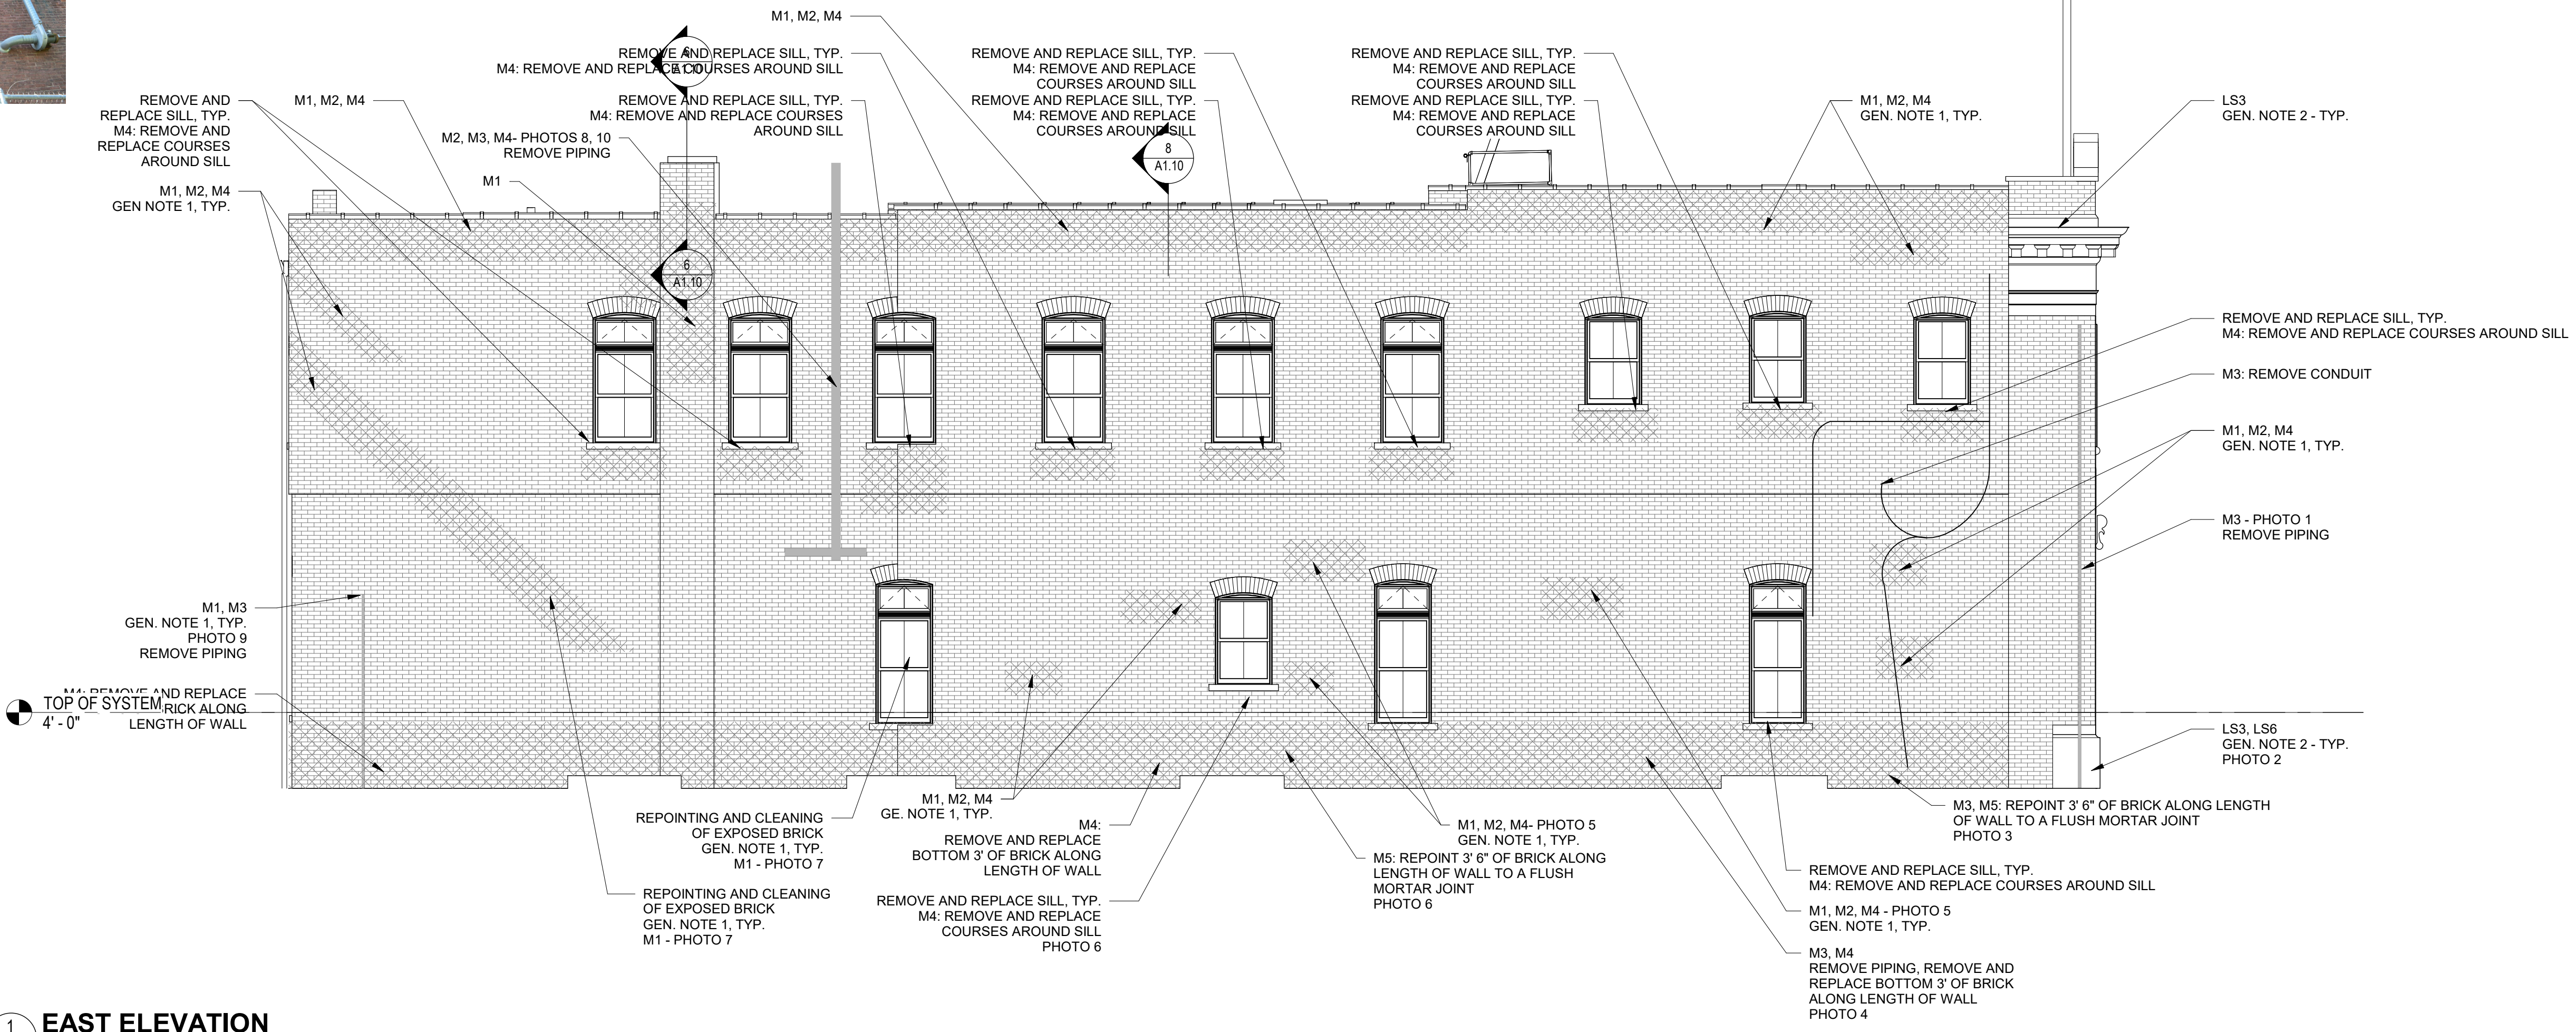 M1, M2, M4
REMOVE AND REPLACE SILL, TYP.
M4: REMOVE AND REPLACE COURSES AROUND SILL
6
A1.10
REMOVE AND REPLACE SILL, TYP.
M4: REMOVE AND REPLACE
COURSES AROUND SILL
REMOVE AND REPLACE SILL, TYP.
M4: REMOVE AND REPLACE
COURSES AROUND SILL
REMOVE AND
REPLACE SILL, TYP.
M4: REMOVE AND
REPLACE COURSES
AROUND SILL
M1, M2, M4
REMOVE AND REPLACE SILL, TYP.
M4: REMOVE AND REPLACE COURSES
AROUND SILL
REMOVE AND REPLACE SILL, TYP.
M4: REMOVE AND REPLACE
COURSES AROUND SILL
REMOVE AND REPLACE SILL, TYP.
M4: REMOVE AND REPLACE
COURSES AROUND SILL
M1, M2, M4
GEN. NOTE 1, TYP.
LS3
GEN. NOTE 2 - TYP.
M2, M3, M4- PHOTOS 8, 10
REMOVE PIPING
8
A1.10
M1
M1, M2, M4
GEN NOTE 1, TYP.
6
A1.10
REMOVE AND REPLACE SILL, TYP.
M4: REMOVE AND REPLACE COURSES AROUND SILL
M3: REMOVE CONDUIT
M1, M2, M4
GEN. NOTE 1, TYP.
M3 - PHOTO 1
REMOVE PIPING
M1, M3
GEN. NOTE 1, TYP.
PHOTO 9
REMOVE PIPING
M4: REMOVE AND REPLACE
BRICK ALONG
LENGTH OF WALL
TOP OF SYSTEM
4' - 0"
LS3, LS6
GEN. NOTE 2 - TYP.
PHOTO 2
M1, M2, M4
GE. NOTE 1, TYP.
REPOINTING AND CLEANING
OF EXPOSED BRICK
GEN. NOTE 1, TYP.
M1 - PHOTO 7
M4:
REMOVE AND REPLACE
BOTTOM 3' OF BRICK ALONG
LENGTH OF WALL
M1, M2, M4- PHOTO 5
GEN. NOTE 1, TYP.
M5: REPOINT 3' 6" OF BRICK ALONG
LENGTH OF WALL TO A FLUSH
MORTAR JOINT
PHOTO 6
M3, M5: REPOINT 3' 6" OF BRICK ALONG LENGTH
OF WALL TO A FLUSH MORTAR JOINT
PHOTO 3
REPOINTING AND CLEANING
OF EXPOSED BRICK
GEN. NOTE 1, TYP.
M1 - PHOTO 7
REMOVE AND REPLACE SILL, TYP.
M4: REMOVE AND REPLACE
COURSES AROUND SILL
PHOTO 6
REMOVE AND REPLACE SILL, TYP.
M4: REMOVE AND REPLACE COURSES AROUND SILL
M1, M2, M4 - PHOTO 5
GEN. NOTE 1, TYP.
M3, M4
REMOVE PIPING, REMOVE AND
REPLACE BOTTOM 3' OF BRICK
ALONG LENGTH OF WALL
PHOTO 4
1
EAST ELEVATION